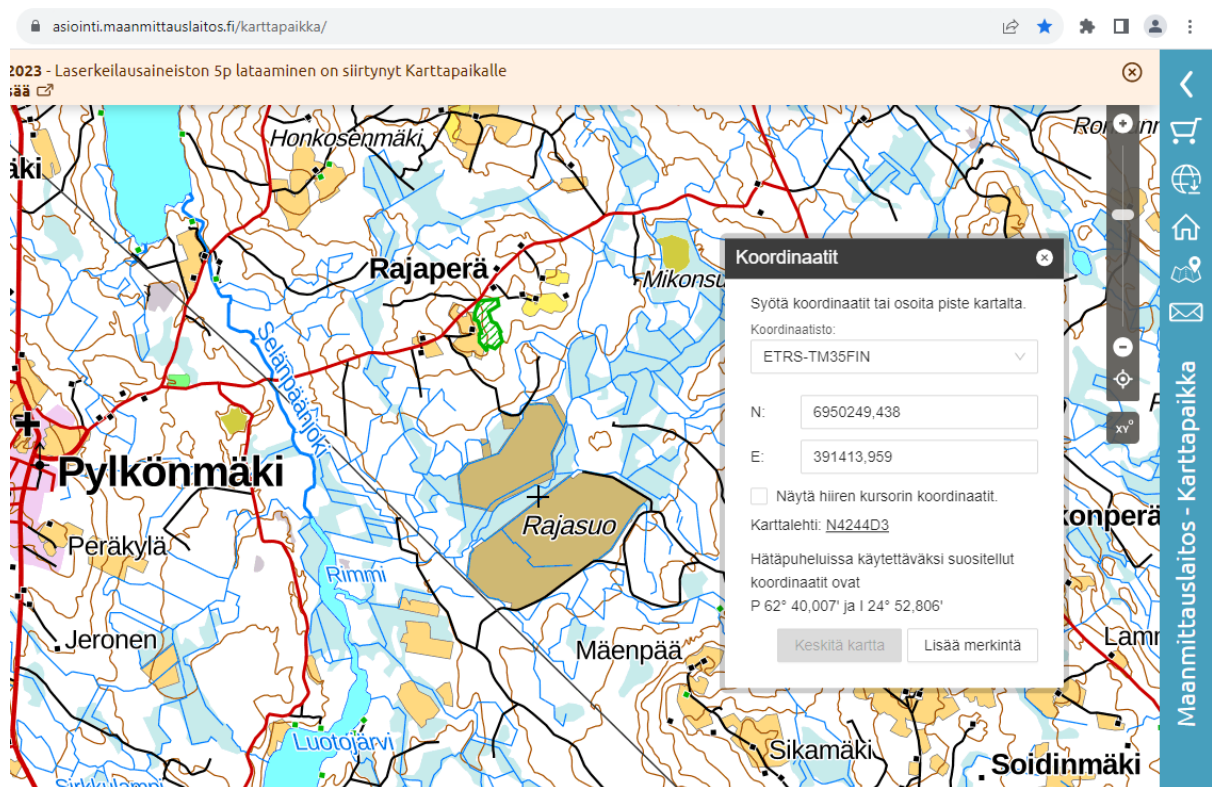 asiointi.maanmittauslaitos.fi/karttapaikka/
2023 - Laserkeilausaineiston 5p lataaminen on siirtynyt Karttapaikalle
sää
Honkosenmäki
äki
Rajaperä
Mikonsu
Selänpäänjoki
Pylkönmäki
Rajasuo
Peräkylä
Rimmi
Jeronen
Mäenpää
Luotojärvi
Sikamäki
Soidinmäki
Sirkkulampi
konperä
Lamm
Koordinaatit
Syötä koordinaatit tai osoita piste kartalta.
Koordinaatisto:
ETRS-TM35FIN
N: 6950249,438
E: 391413,959
Näytä hiiren kursorin koordinaatit.
Karttalehti: N4244D3
Hätäpuheluissa käytettäväksi suositellut
koordinaatit ovat
P 62° 40,007' ja I 24° 52,806'
Keskitä kartta Lisää merkintä
XY°
Maanmittauslaitos - Karttapaikka